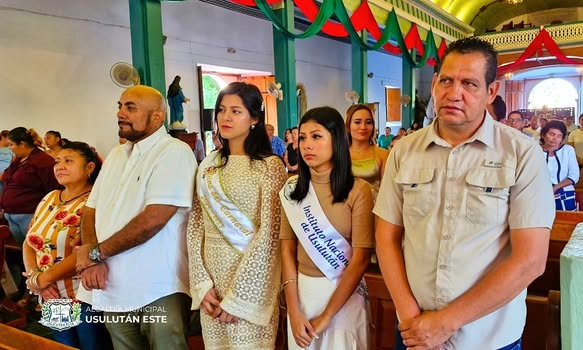 Instituto Nacional
de Usulután
ALCALDÍA MUNICIPAL
USULUTÁN ESTE